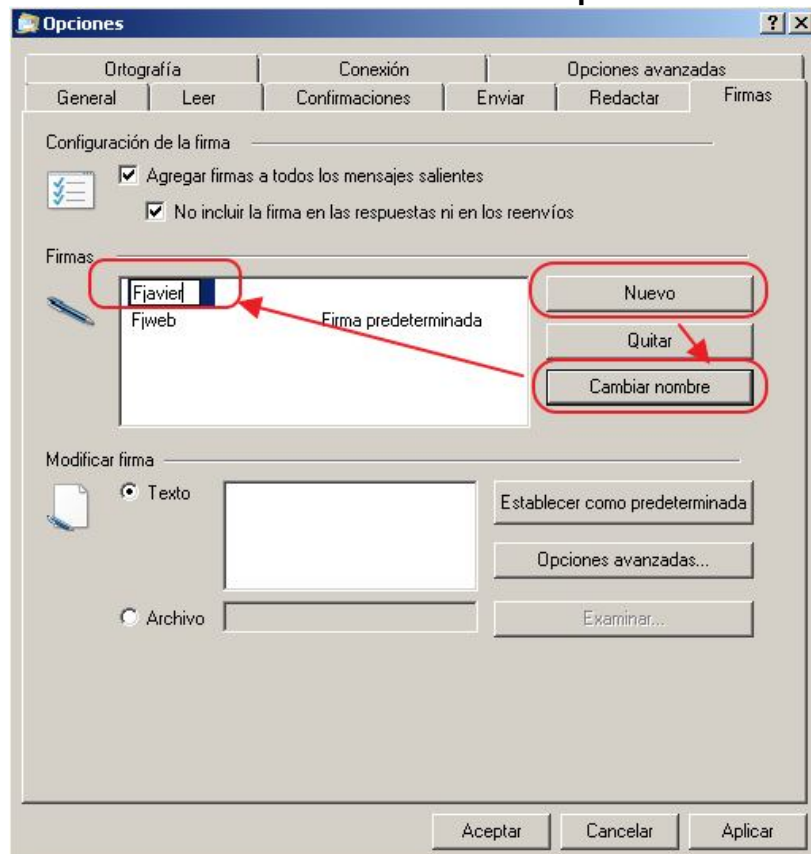 Opciones
Ortografía Conexión Opciones avanzadas
General Leer Confirmaciones Enviar Redactar Firmas
Configuración de la firma
Agregar firmas a todos los mensajes salientes
No incluir la firma en las respuestas ni en los reenvíos
Firmas
Fjavier Nuevo
Fjweb Firma predeterminada
Quitar
Cambiar nombre
Modificar firma
Texto
Establecer como predeterminada
Opciones avanzadas...
Archivo Examinar...
Aceptar Cancelar Aplicar